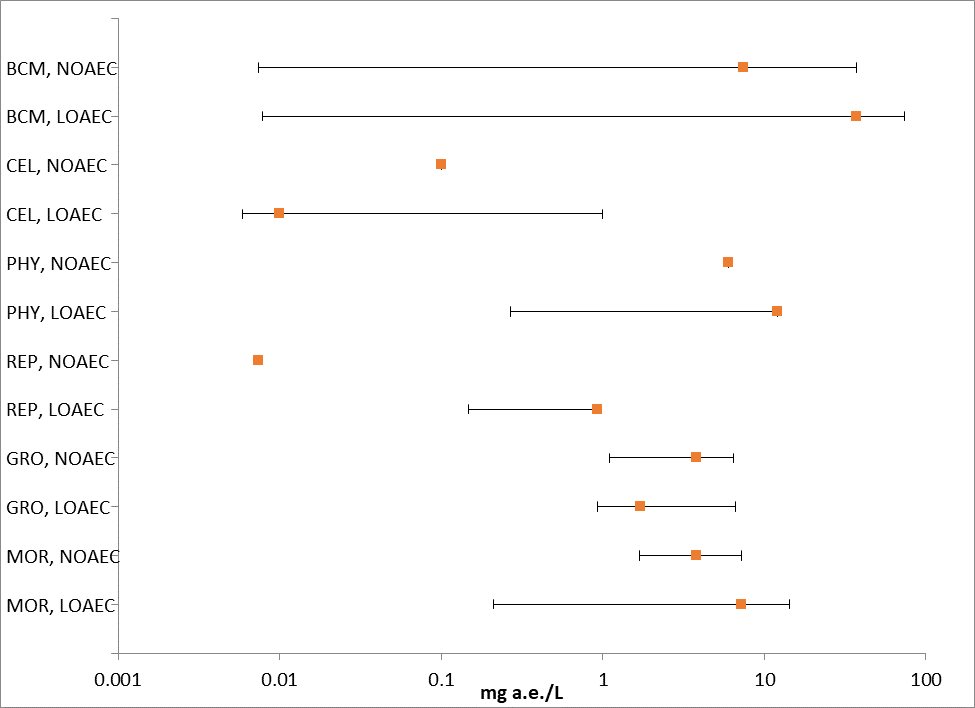 BCM, NOAEC
BCM, LOAEC
CEL, NOAEC
CEL, LOAEC
PHY, NOAEC
PHY, LOAEC
REP, NOAEC
REP, LOAEC
GRO, NOAEC
GRO, LOAEC
MOR, NOAEC
MOR, LOAEC
0.001 0.01 0.1 1 10 100
mg a.e./L